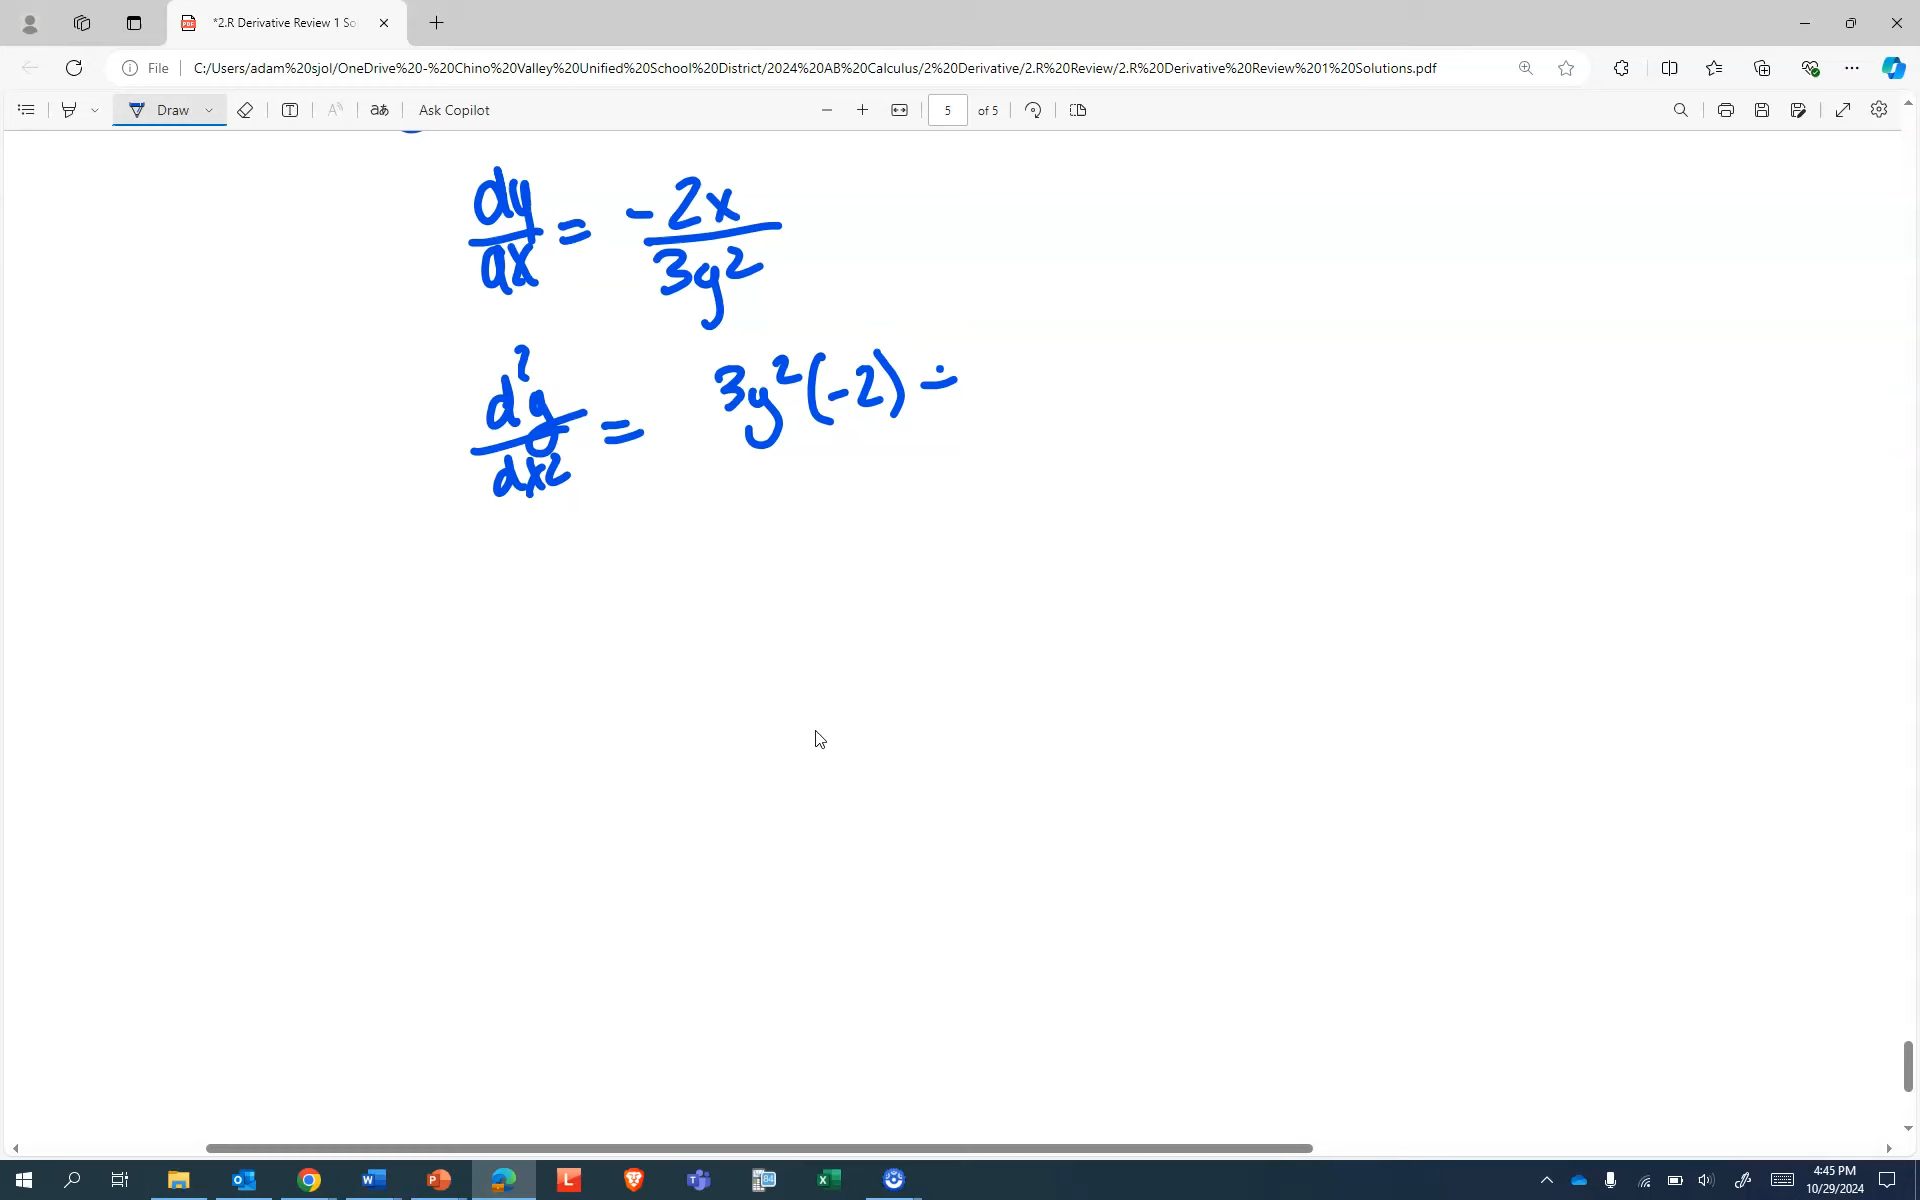 *2.R Derivative Review 1 So
File
C:/Users/adam%20sjol/OneDrive%20-%20Chino%20Valley%20Unified%20School%20District/2024%20AB%20Calculus/2%20Derivative/2.R%20Review/2.R%20Derivative%20Review%201%20Solutions.pdf
Draw
aあ
Ask Copilot
5 of 5
dy/dx = -2x/3y²
d²y/dx² = 3y²(-2) -
4:45 PM
10/29/2024